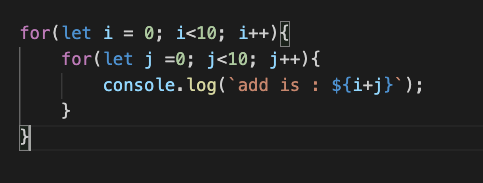 for(let i = 0; i<10; i++){
    for(let j =0; j<10; j++){
        console.log(`add is : ${i+j}`);
    }
}